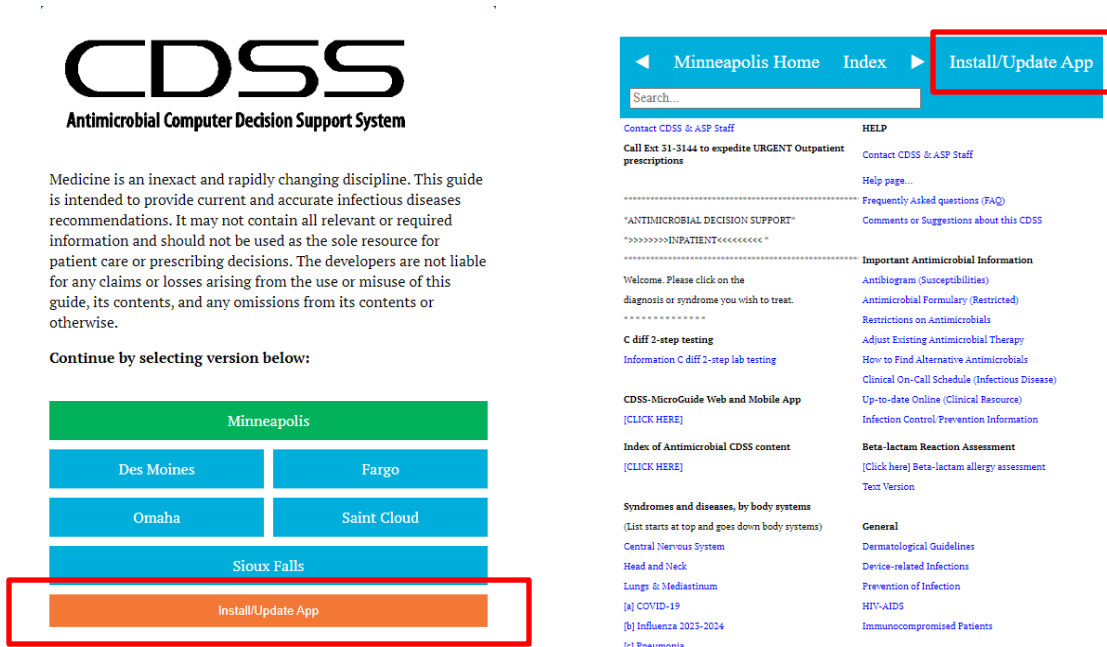 CDSS
Antimicrobial Computer Decision Support System
Medicine is an inexact and rapidly changing discipline. This guide
is intended to provide current and accurate infectious diseases
recommendations. It may not contain all relevant or required
information and should not be used as the sole resource for
patient care or prescribing decisions. The developers are not liable
for any claims or losses arising from the use or misuse of this
guide, its contents, and any omissions from its contents or
otherwise.
Continue by selecting version below:
Minneapolis
Des Moines
Fargo
Omaha
Saint Cloud
Sioux Falls
Install/Update App
◀ Minneapolis Home Index ▶ Install/Update App
Search...
Contact CDSS & ASP Staff
Call Ext 31-3144 to expedite URGENT Outpatient
prescriptions
********************************************************
"ANTIMICROBIAL DECISION SUPPORT"
">>>>>>>>INPATIENT<<<<<<<<< "
********************************************************
Welcome. Please click on the
diagnosis or syndrome you wish to treat.
* * * * * * * * * * * * * *
C diff 2-step testing
Information C diff 2-step lab testing
CDSS-MicroGuide Web and Mobile App
[CLICK HERE]
Index of Antimicrobial CDSS content
[CLICK HERE]
Syndromes and diseases, by body systems
(List starts at top and goes down body systems)
Central Nervous System
Head and Neck
Lungs & Mediastinum
[a] COVID-19
[b] Influenza 2023-2024
[c] Pneumonia
HELP
Contact CDSS & ASP Staff
Help page...
Frequently Asked questions (FAQ)
Comments or Suggestions about this CDSS
Important Antimicrobial Information
Antibiogram (Susceptibilities)
Antimicrobial Formulary (Restricted)
Restrictions on Antimicrobials
Adjust Existing Antimicrobial Therapy
How to Find Alternative Antimicrobials
Clinical On-Call Schedule (Infectious Disease)
Up-to-date Online (Clinical Resource)
Infection Control/Prevention Information
Beta-lactam Reaction Assessment
[Click here] Beta-lactam allergy assessment
Text Version
General
Dermatological Guidelines
Device-related Infections
Prevention of Infection
HIV-AIDS
Immunocompromised Patients